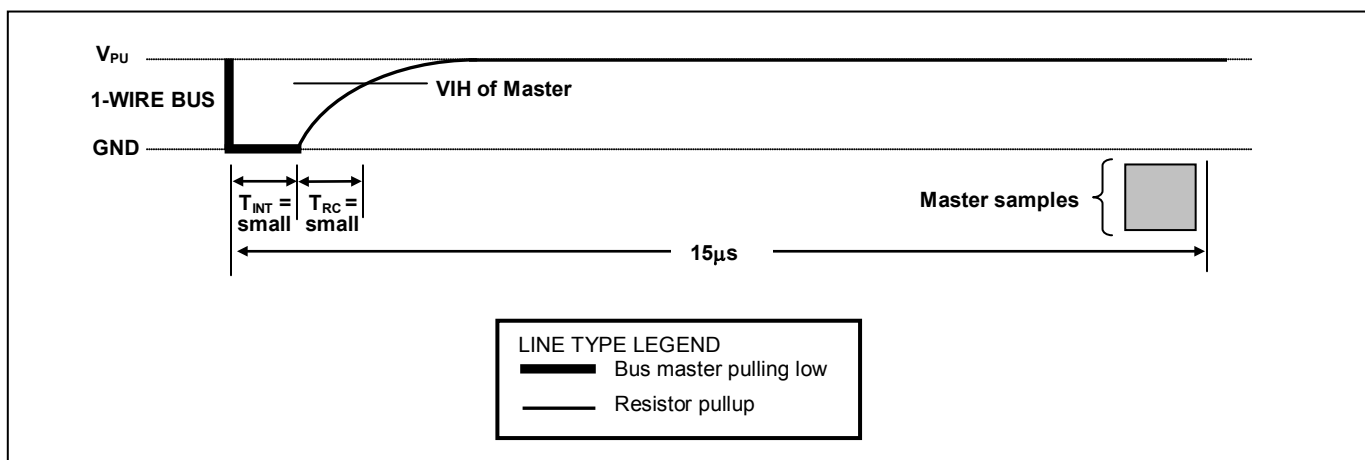 VPU
VIH of Master
1-WIRE BUS
GND
TINT =
small
TRC =
small
Master samples
15μs
LINE TYPE LEGEND
Bus master pulling low
Resistor pullup